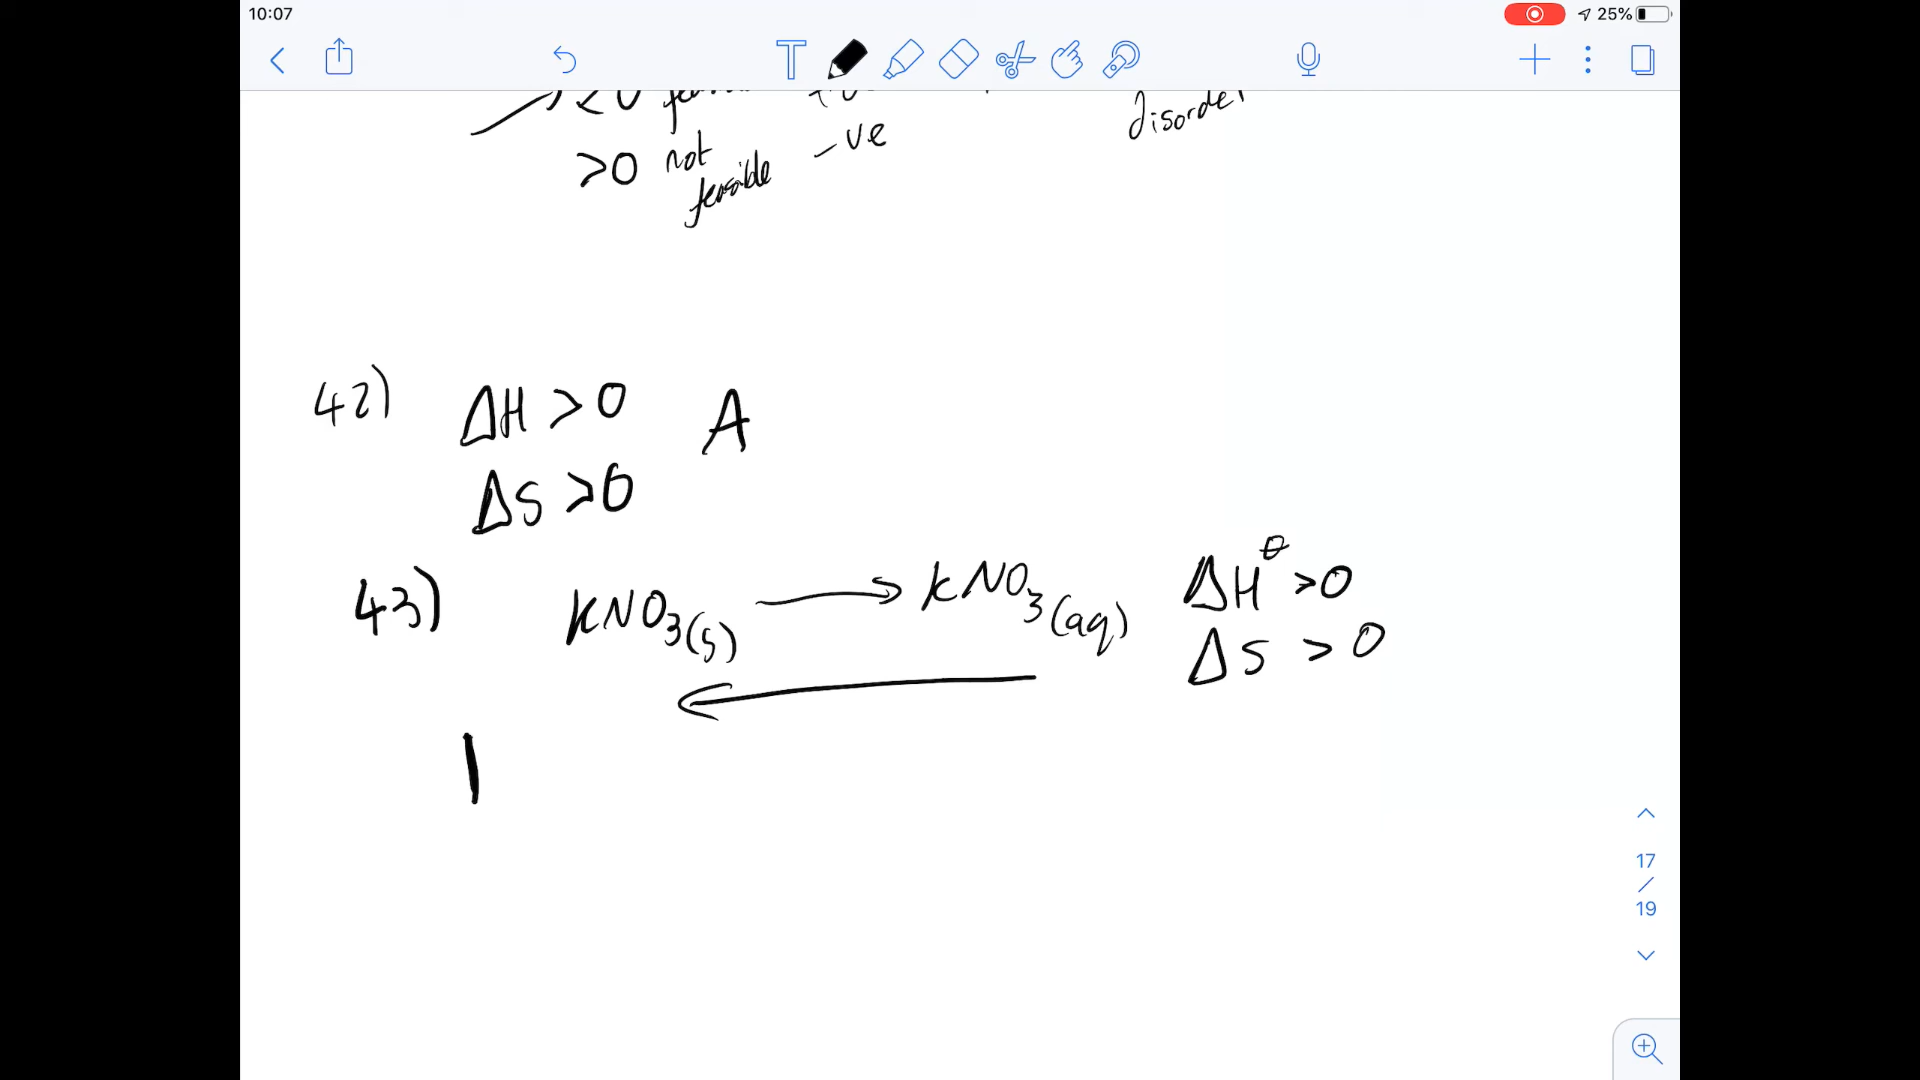 10:07
25%
T
<0
disorder
>0 not feasible -ve
42) ΔH >0 A
ΔS >0
43) KNO3(s) → KNO3(aq) ΔH⦵ >0
ΔS > 0
17
/
19